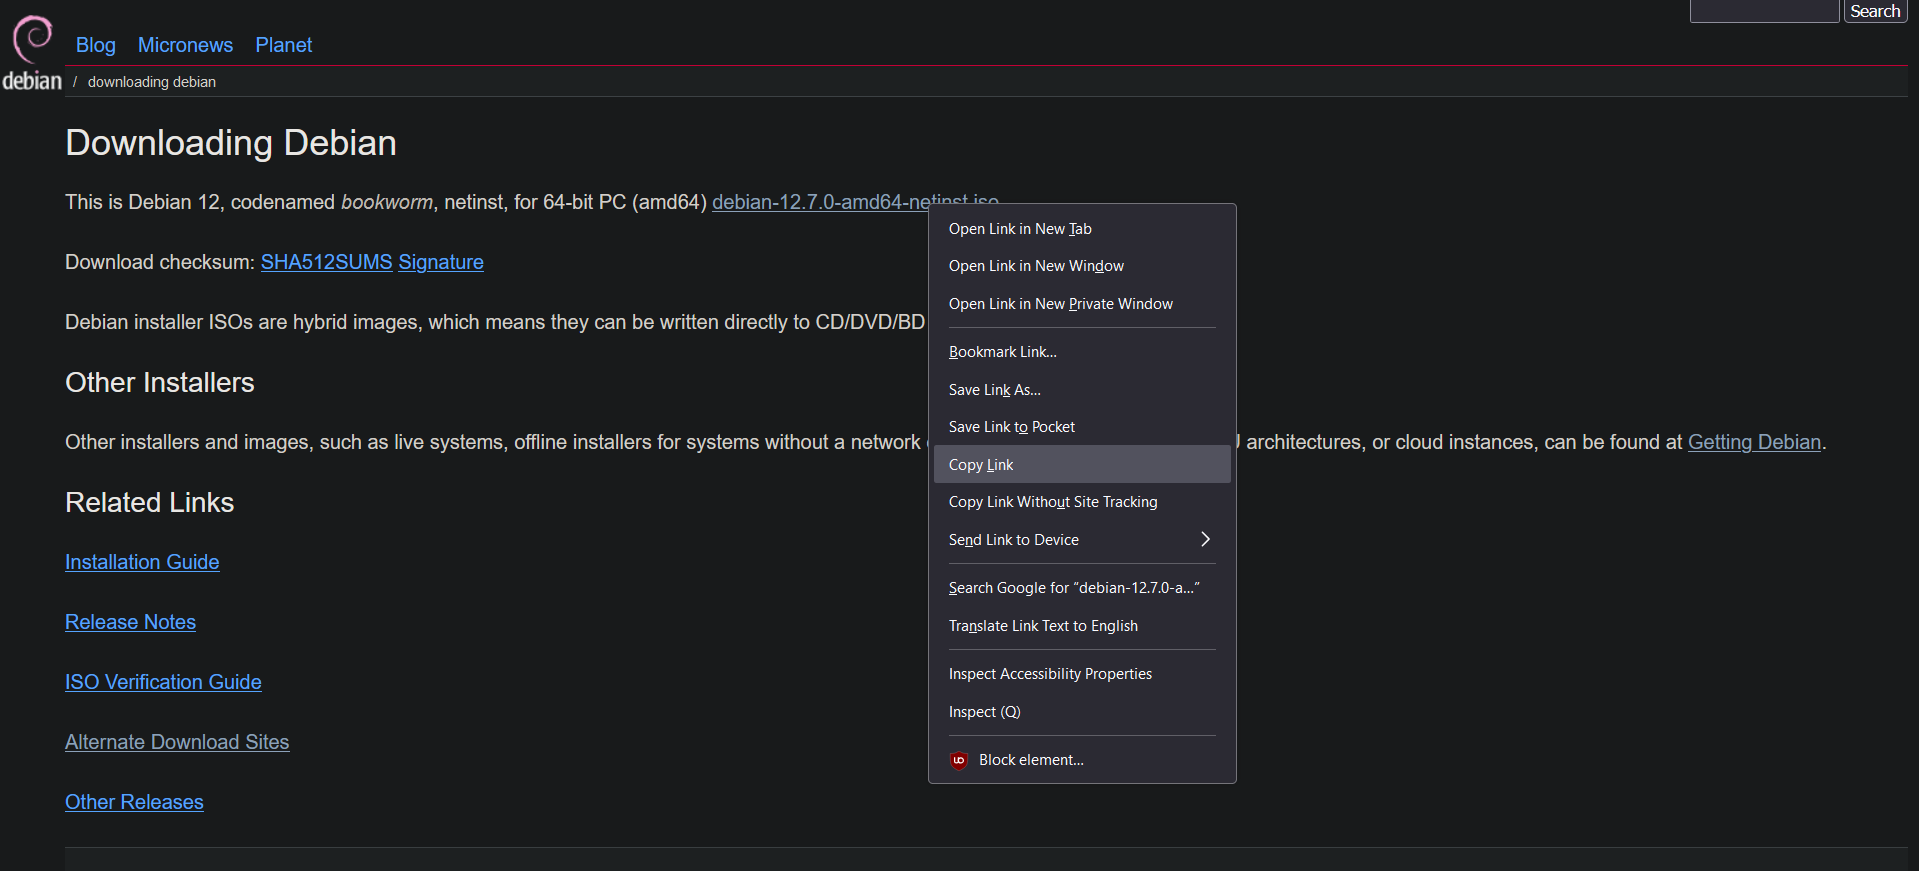 Search
Blog Micronews Planet
debian / downloading debian
Downloading Debian
This is Debian 12, codenamed bookworm, netinst, for 64-bit PC (amd64) debian-12.7.0-amd64-netinst.iso
Download checksum: SHA512SUMS Signature
Debian installer ISOs are hybrid images, which means they can be written directly to CD/DVD/BD
Other Installers
Other installers and images, such as live systems, offline installers for systems without a network
architectures, or cloud instances, can be found at Getting Debian.
Related Links
Installation Guide
Release Notes
ISO Verification Guide
Alternate Download Sites
Other Releases
Open Link in New Tab
Open Link in New Window
Open Link in New Private Window
Bookmark Link...
Save Link As...
Save Link to Pocket
Copy Link
Copy Link Without Site Tracking
Send Link to Device
Search Google for “debian-12.7.0-a...”
Translate Link Text to English
Inspect Accessibility Properties
Inspect (Q)
Block element...